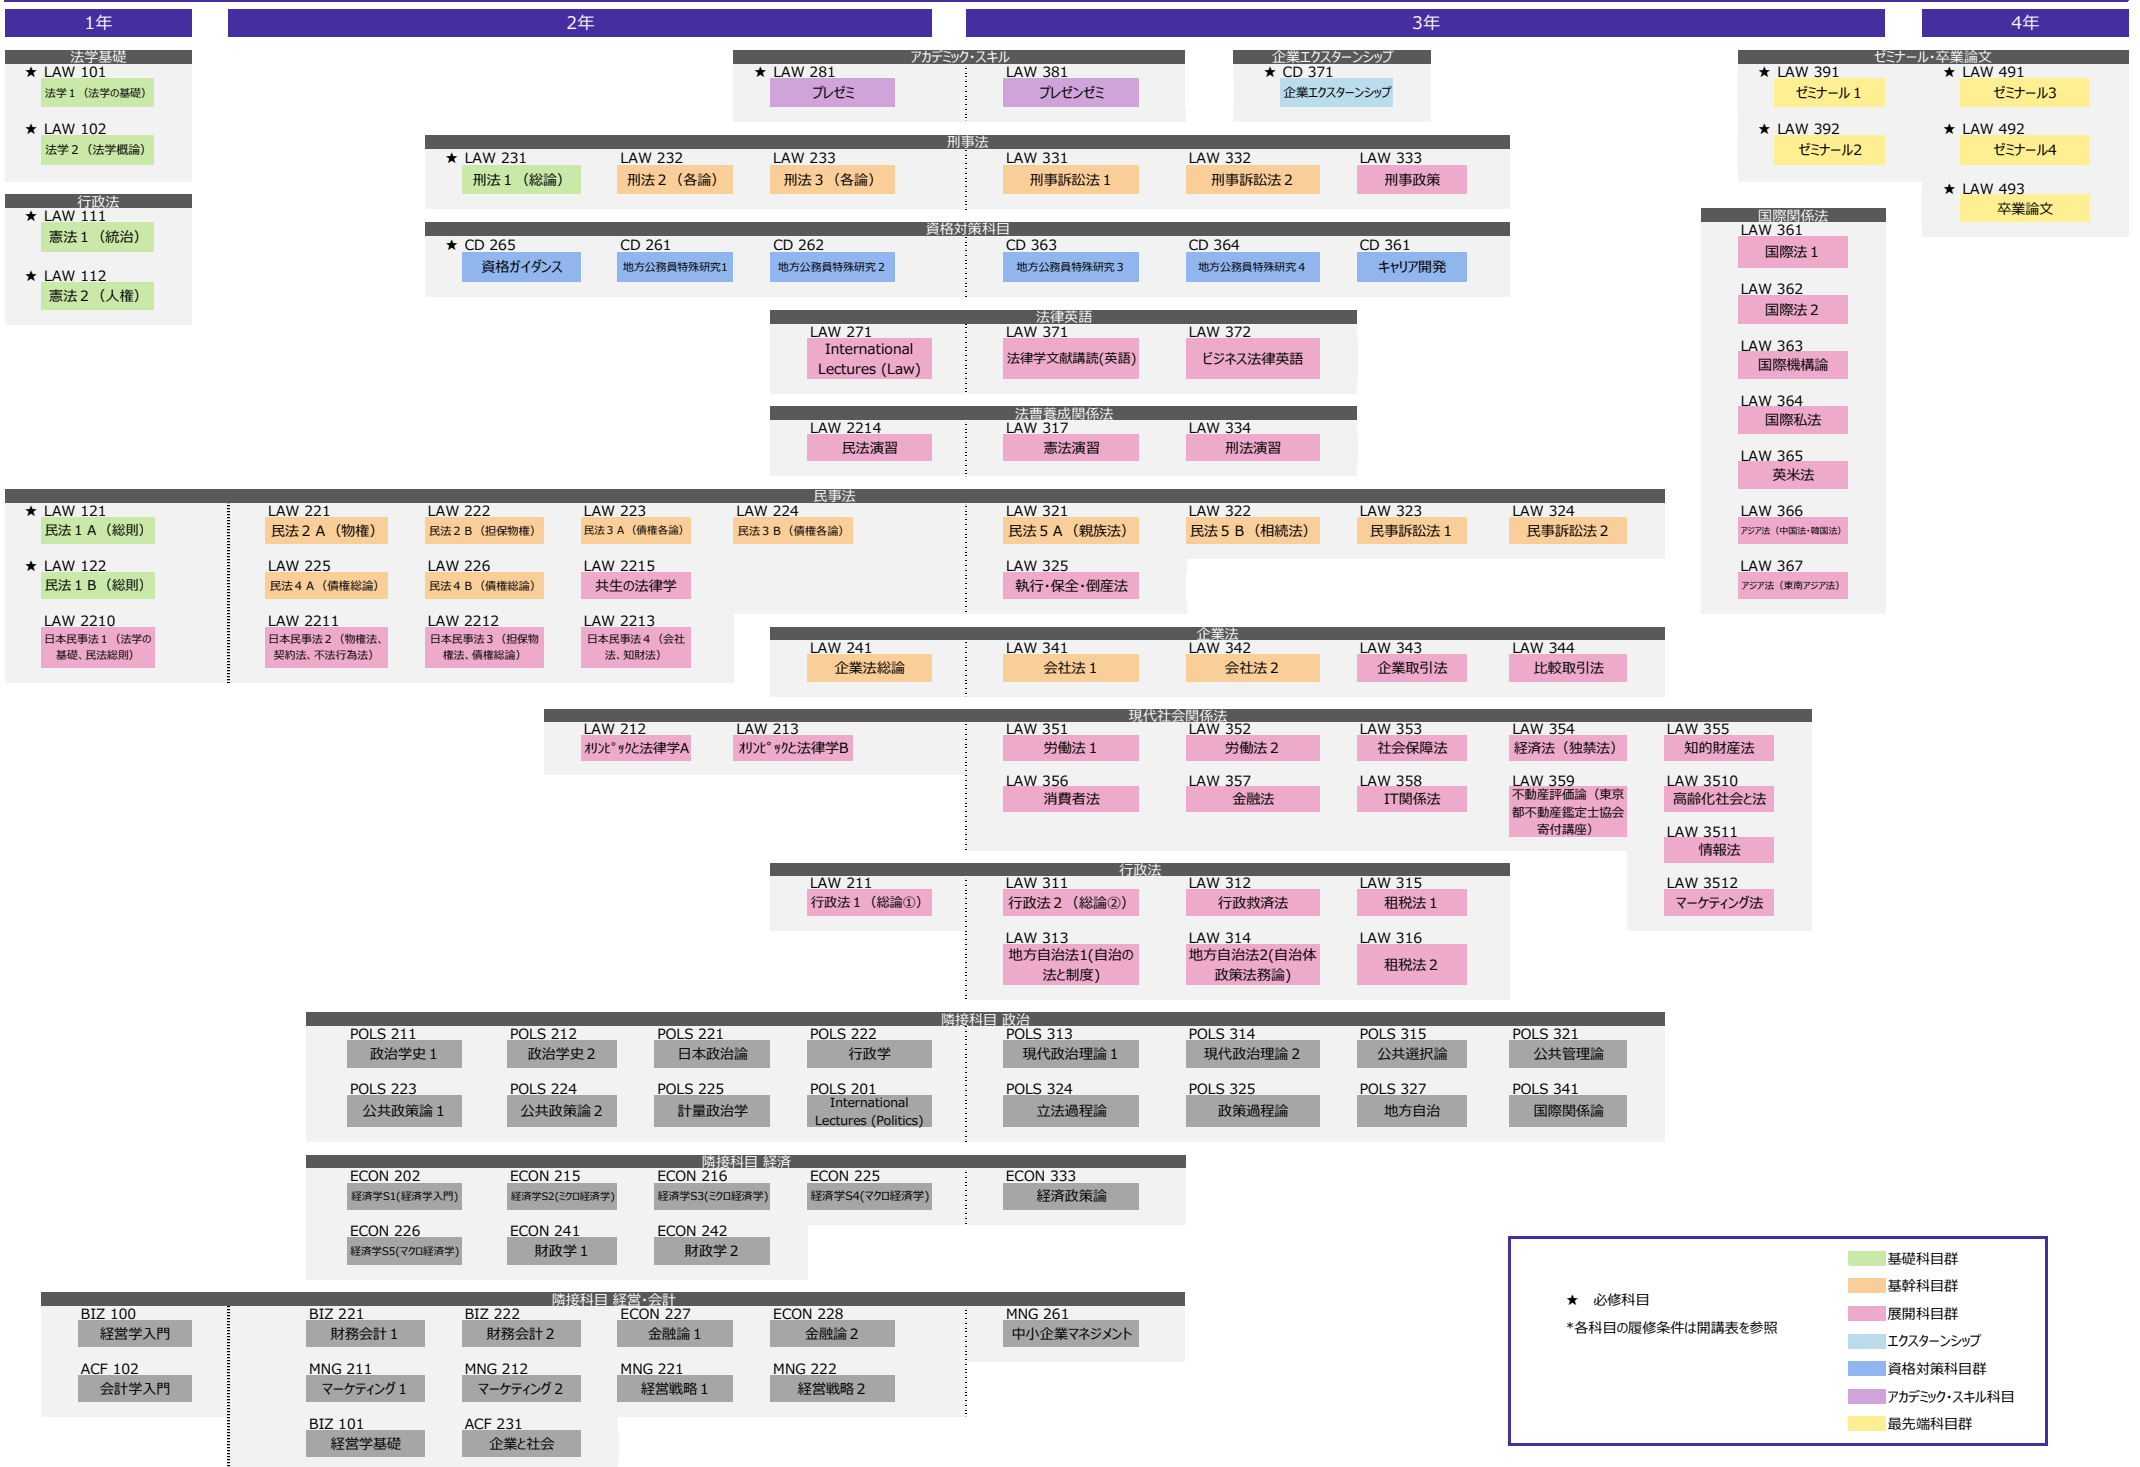 1年
2年
3年
4年
法学基礎
★ LAW 101
法学１（法学の基礎）
★ LAW 102
法学２（法学概論）
行政法
★ LAW 111
憲法１（統治）
★ LAW 112
憲法２（人権）
アカデミック・スキル
★ LAW 281
プレゼミ
LAW 381
プレゼンゼミ
企業エクスターンシップ
★ CD 371
企業エクスターンシップ
ゼミナール・卒業論文
★ LAW 391
ゼミナール１
★ LAW 491
ゼミナール3
★ LAW 392
ゼミナール2
★ LAW 492
ゼミナール4
★ LAW 493
卒業論文
刑事法
★ LAW 231
刑法１（総論）
LAW 232
刑法２（各論）
LAW 233
刑法３（各論）
LAW 331
刑事訴訟法１
LAW 332
刑事訴訟法２
LAW 333
刑事政策
資格対策科目
★ CD 265
資格ガイダンス
CD 261
地方公務員特殊研究1
CD 262
地方公務員特殊研究２
CD 363
地方公務員特殊研究３
CD 364
地方公務員特殊研究４
CD 361
キャリア開発
国際関係法
LAW 361
国際法１
LAW 362
国際法２
LAW 363
国際機構論
LAW 364
国際私法
LAW 365
英米法
LAW 366
アジア法（中国法・韓国法）
LAW 367
アジア法（東南アジア法）
法律英語
LAW 271
International
Lectures (Law)
LAW 371
法律学文献講読(英語)
LAW 372
ビジネス法律英語
法曹養成関係法
LAW 2214
民法演習
LAW 317
憲法演習
LAW 334
刑法演習
民事法
★ LAW 121
民法１Ａ（総則）
LAW 221
民法２Ａ（物権）
LAW 222
民法２Ｂ（担保物権）
LAW 223
民法３Ａ（債権各論）
LAW 224
民法３Ｂ（債権各論）
LAW 321
民法５Ａ（親族法）
LAW 322
民法５Ｂ（相続法）
LAW 323
民事訴訟法１
LAW 324
民事訴訟法２
★ LAW 122
民法１Ｂ（総則）
LAW 225
民法４Ａ（債権総論）
LAW 226
民法４Ｂ（債権総論）
LAW 2215
共生の法律学
LAW 325
執行・保全・倒産法
LAW 2210
日本民事法１（法学の
基礎、民法総則）
LAW 2211
日本民事法２（物権法、
契約法、不法行為法）
LAW 2212
日本民事法３（担保物
権法、債権総論）
LAW 2213
日本民事法４（会社
法、知財法）
企業法
LAW 241
企業法総論
LAW 341
会社法１
LAW 342
会社法２
LAW 343
企業取引法
LAW 344
比較取引法
現代社会関係法
LAW 212
ｵﾘﾝﾋﾟｯｸと法律学A
LAW 213
ｵﾘﾝﾋﾟｯｸと法律学B
LAW 351
労働法１
LAW 352
労働法２
LAW 353
社会保障法
LAW 354
経済法（独禁法）
LAW 355
知的財産法
LAW 356
消費者法
LAW 357
金融法
LAW 358
IT関係法
LAW 359
不動産評価論（東京
都不動産鑑定士協会
寄付講座）
LAW 3510
高齢化社会と法
LAW 3511
情報法
LAW 3512
マーケティング法
行政法
LAW 211
行政法１（総論①）
LAW 311
行政法２（総論②）
LAW 312
行政救済法
LAW 315
租税法１
LAW 313
地方自治法1(自治の
法と制度)
LAW 314
地方自治法2(自治体
政策法務論)
LAW 316
租税法２
隣接科目 政治
POLS 211
政治学史１
POLS 212
政治学史２
POLS 221
日本政治論
POLS 222
行政学
POLS 313
現代政治理論１
POLS 314
現代政治理論２
POLS 315
公共選択論
POLS 321
公共管理論
POLS 223
公共政策論１
POLS 224
公共政策論２
POLS 225
計量政治学
POLS 201
International
Lectures (Politics)
POLS 324
立法過程論
POLS 325
政策過程論
POLS 327
地方自治
POLS 341
国際関係論
隣接科目 経済
ECON 202
経済学S1(経済学入門)
ECON 215
経済学S2(ミクロ経済学)
ECON 216
経済学S3(ミクロ経済学)
ECON 225
経済学S4(マクロ経済学)
ECON 333
経済政策論
ECON 226
経済学S5(マクロ経済学)
ECON 241
財政学１
ECON 242
財政学２
隣接科目 経営・会計
BIZ 100
経営学入門
BIZ 221
財務会計１
BIZ 222
財務会計２
ECON 227
金融論１
ECON 228
金融論２
MNG 261
中小企業マネジメント
ACF 102
会計学入門
MNG 211
マーケティング１
MNG 212
マーケティング２
MNG 221
経営戦略１
MNG 222
経営戦略２
BIZ 101
経営学基礎
ACF 231
企業と社会
★ 必修科目
*各科目の履修条件は開講表を参照
基礎科目群
基幹科目群
展開科目群
エクスターンシップ
資格対策科目群
アカデミック・スキル科目
最先端科目群